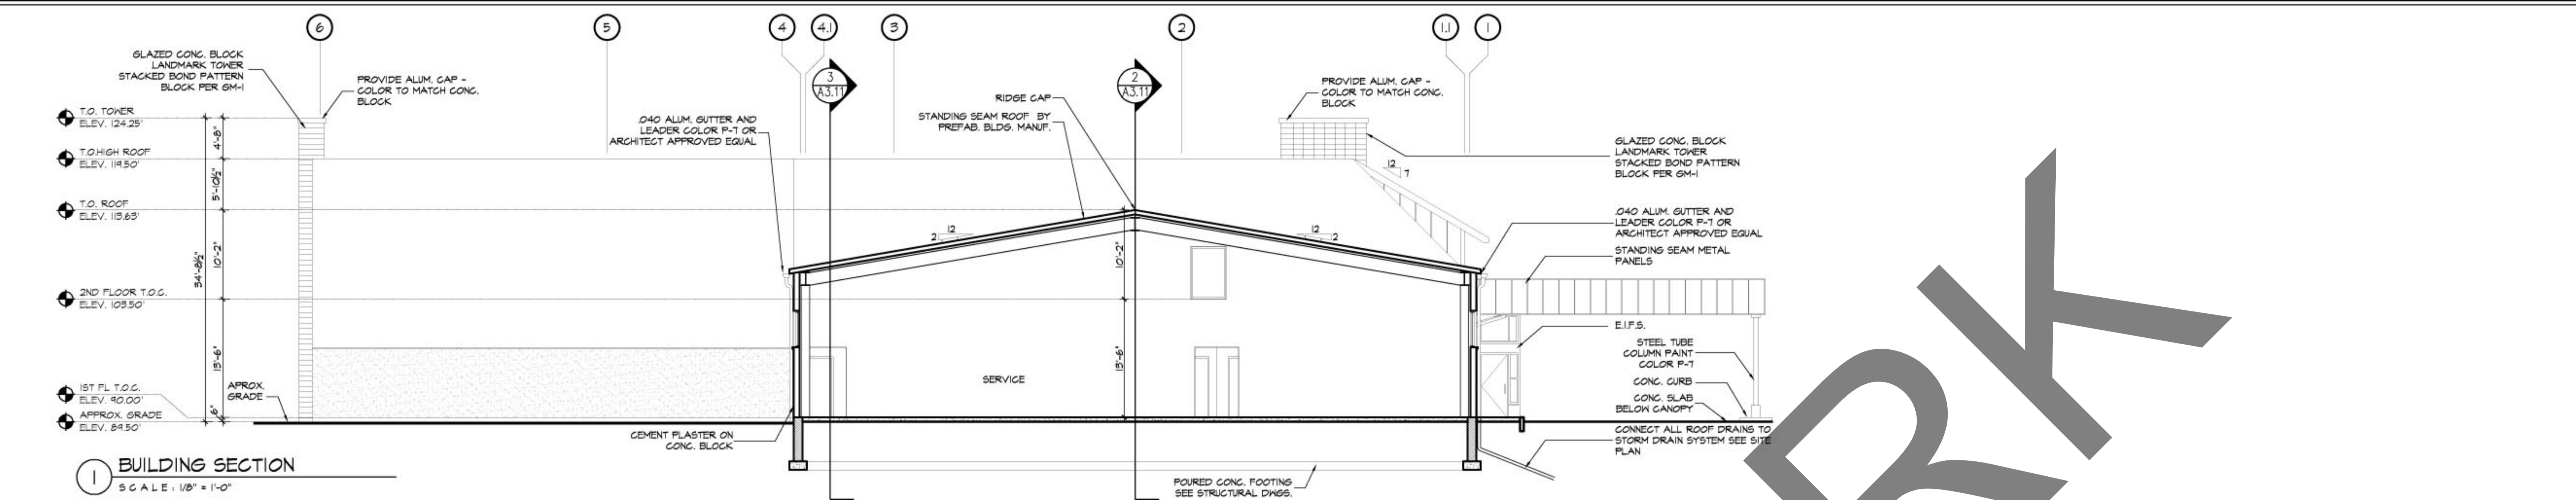 6
5
4
4.1
3
2
1.1
1
GLAZED CONC. BLOCK
LANDMARK TOWER
STACKED BOND PATTERN
BLOCK PER GM-1
PROVIDE ALUM. CAP -
COLOR TO MATCH CONC.
BLOCK
T.O. TOWER
ELEV. 124.25'
T.O.HIGH ROOF
ELEV. 119.50'
T.O. ROOF
ELEV. 113.63'
2ND FLOOR T.O.C.
ELEV. 103.50'
1ST FL T.O.C.
ELEV. 90.00'
APPROX. GRADE
ELEV. 89.50'
34'-8½"
4'-8"
5'-10½"
10'-2"
13'-6"
6"
APROX.
GRADE
.040 ALUM. GUTTER AND
LEADER COLOR P-7 OR
ARCHITECT APPROVED EQUAL
3
A3.11
RIDGE CAP
STANDING SEAM ROOF BY
PREFAB. BLDG. MANUF.
2
A3.11
12
2
12
2
10'-2"
13'-6"
SERVICE
CEMENT PLASTER ON
CONC. BLOCK
POURED CONC. FOOTING
SEE STRUCTURAL DWGS.
PROVIDE ALUM. CAP -
COLOR TO MATCH CONC.
BLOCK
12
7
GLAZED CONC. BLOCK
LANDMARK TOWER
STACKED BOND PATTERN
BLOCK PER GM-1
.040 ALUM. GUTTER AND
LEADER COLOR P-7 OR
ARCHITECT APPROVED EQUAL
STANDING SEAM METAL
PANELS
E.I.F.S.
STEEL TUBE
COLUMN PAINT
COLOR P-7
CONC. CURB
CONC. SLAB
BELOW CANOPY
CONNECT ALL ROOF DRAINS TO
STORM DRAIN SYSTEM SEE SITE
PLAN
1
BUILDING SECTION
SCALE: 1/8" = 1'-0"
RK